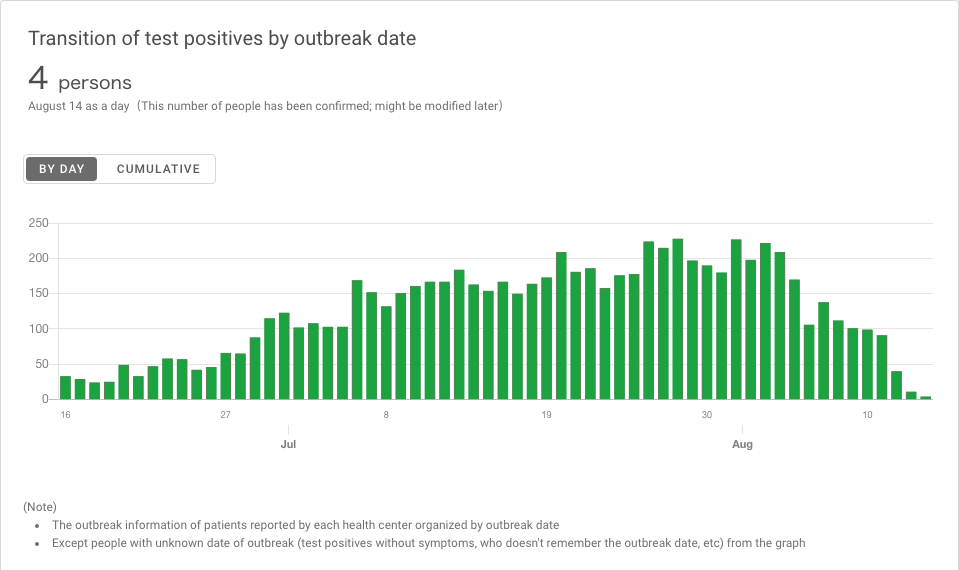 Transition of test positives by outbreak date
4 persons
August 14 as a day  (This number of people has been confirmed; might be modified later)
BY DAY CUMULATIVE
250
200
150
100
50
0
16 27 8 19 30 10
Jul Aug
(Note)
• The outbreak information of patients reported by each health center organized by outbreak date
• Except people with unknown date of outbreak (test positives without symptoms, who doesn't remember the outbreak date, etc) from the graph